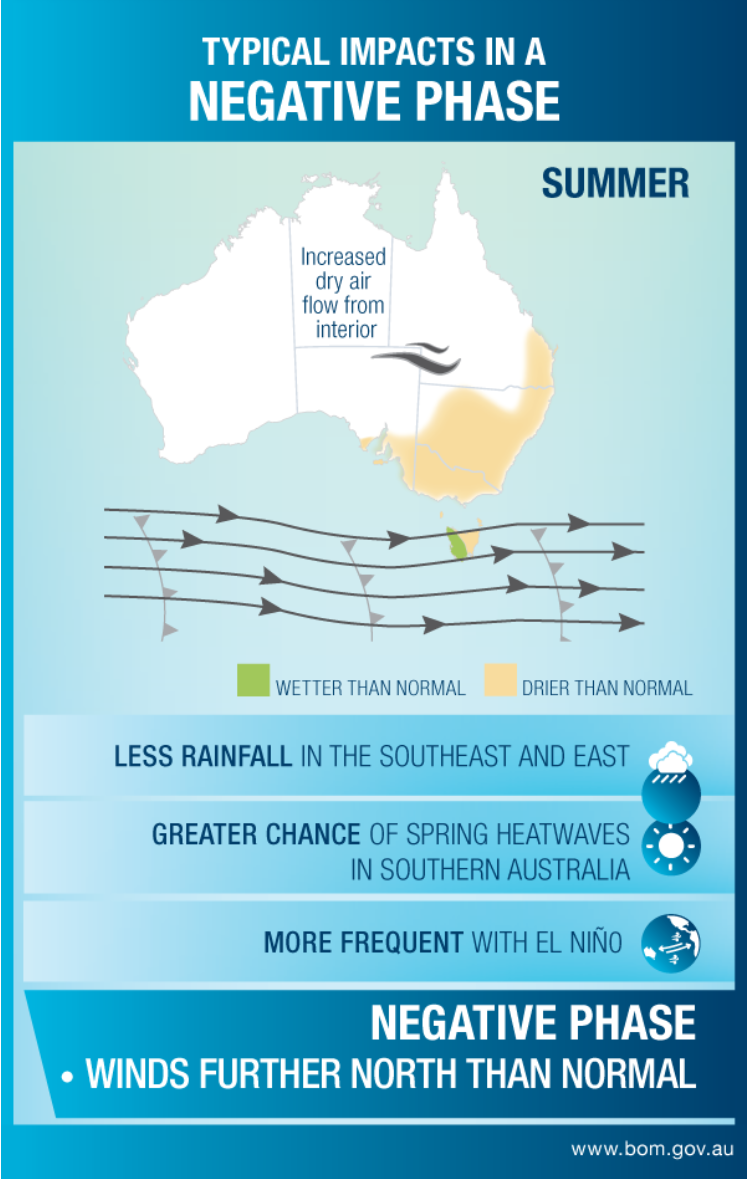 TYPICAL IMPACTS IN A
NEGATIVE PHASE
SUMMER
Increased
dry air
flow from
interior
WETTER THAN NORMAL
DRIER THAN NORMAL
LESS RAINFALL IN THE SOUTHEAST AND EAST
GREATER CHANCE OF SPRING HEATWAVES
IN SOUTHERN AUSTRALIA
MORE FREQUENT WITH EL NIÑO
NEGATIVE PHASE
• WINDS FURTHER NORTH THAN NORMAL
www.bom.gov.au